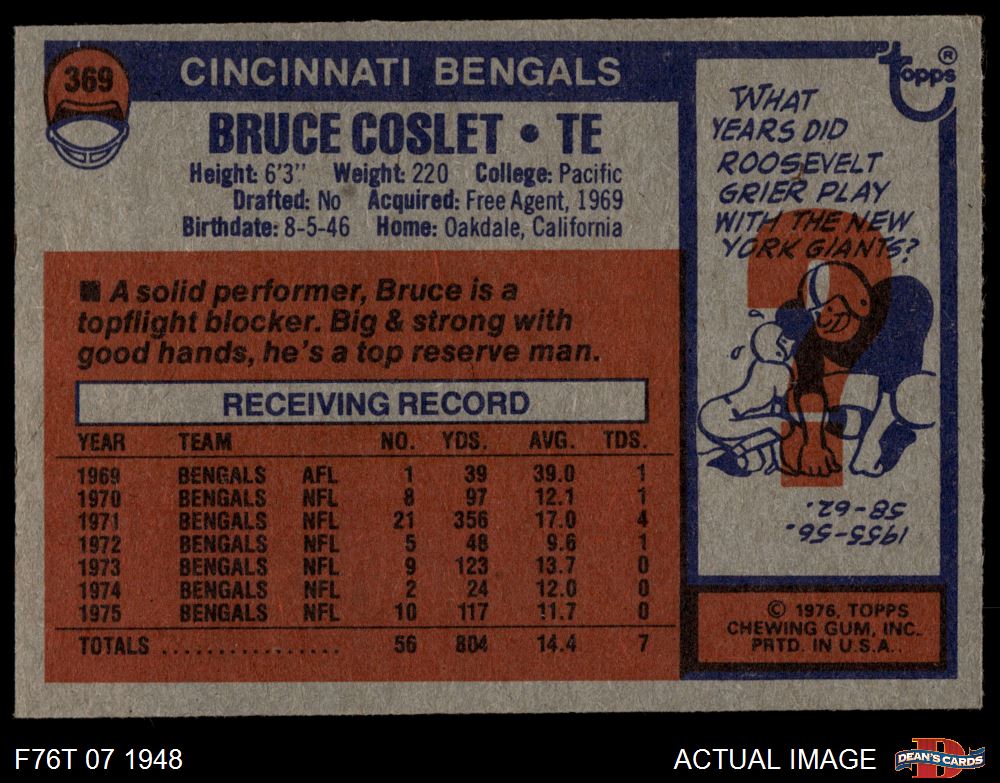 369
CINCINNATI BENGALS
BRUCE COSLET • TE
Height: 6'3" Weight: 220 College: Pacific
Drafted: No Acquired: Free Agent, 1969
Birthdate: 8-5-46 Home: Oakdale, California
■ A solid performer, Bruce is a
topflight blocker. Big & strong with
good hands, he's a top reserve man.
RECEIVING RECORD
YEAR TEAM NO. YDS. AVG. TDS.
1969 BENGALS AFL 1 39 39.0 1
1970 BENGALS NFL 8 97 12.1 1
1971 BENGALS NFL 21 356 17.0 4
1972 BENGALS NFL 5 48 9.6 1
1973 BENGALS NFL 9 123 13.7 0
1974 BENGALS NFL 2 24 12.0 0
1975 BENGALS NFL 10 117 11.7 0
TOTALS .................. 56 804 14.4 7
Topps®
WHAT
YEARS DID
ROOSEVELT
GRIER PLAY
WITH THE NEW
YORK GIANTS?
?
1955-56.
58-62.
© 1976, TOPPS
CHEWING GUM, INC.
PRTD. IN U.S.A.
F76T 07 1948
ACTUAL IMAGE
D
DEAN'S CARDS